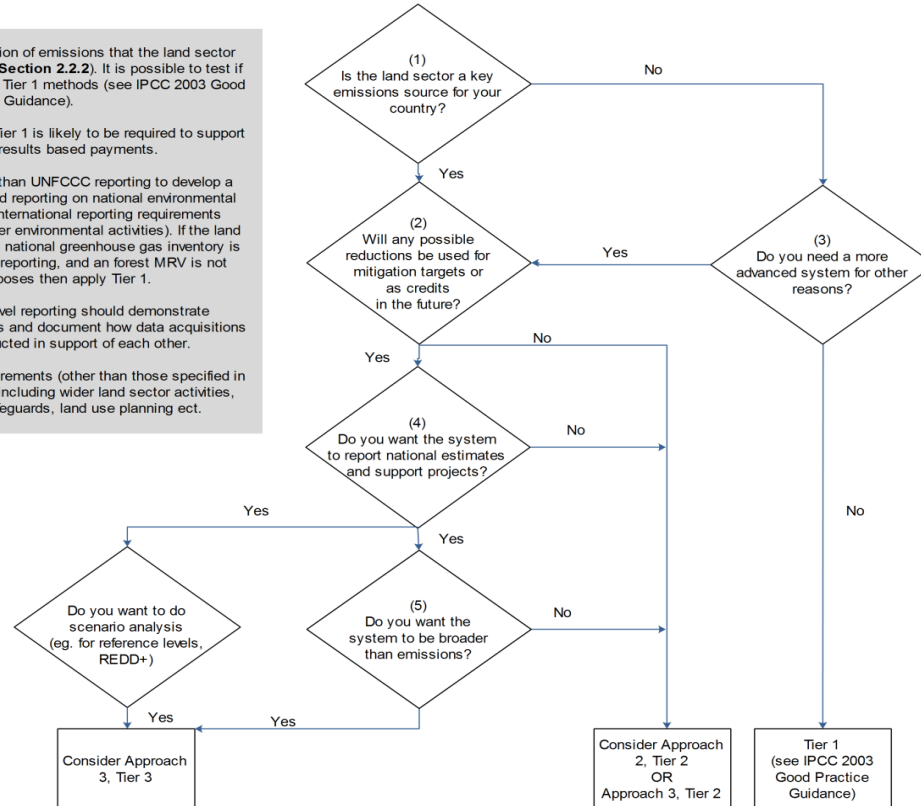 ion of emissions that the land sector
Section 2.2.2). It is possible to test if
Tier 1 methods (see IPCC 2003 Good
Guidance).
ier 1 is likely to be required to support
results based payments.
than UNFCCC reporting to develop a
d reporting on national environmental
nternational reporting requirements
er environmental activities). If the land
national greenhouse gas inventory is
reporting, and an forest MRV is not
poses then apply Tier 1.
vel reporting should demonstrate
s and document how data acquisitions
ucted in support of each other.
rements (other than those specified in
including wider land sector activities,
eguards, land use planning ect.
(1)
Is the land sector a key
emissions source for your
country?
No
Yes
(2)
Will any possible
reductions be used for
mitigation targets or
as credits
in the future?
Yes
(3)
Do you need a more
advanced system for other
reasons?
No
Yes
(4)
Do you want the system
to report national estimates
and support projects?
No
No
Yes
Yes
Do you want to do
scenario analysis
(eg. for reference levels,
REDD+)
(5)
Do you want the
system to be broader
than emissions?
No
Yes
Yes
Consider Approach
3, Tier 3
Consider Approach
2, Tier 2
OR
Approach 3, Tier 2
Tier 1
(see IPCC 2003
Good Practice
Guidance)